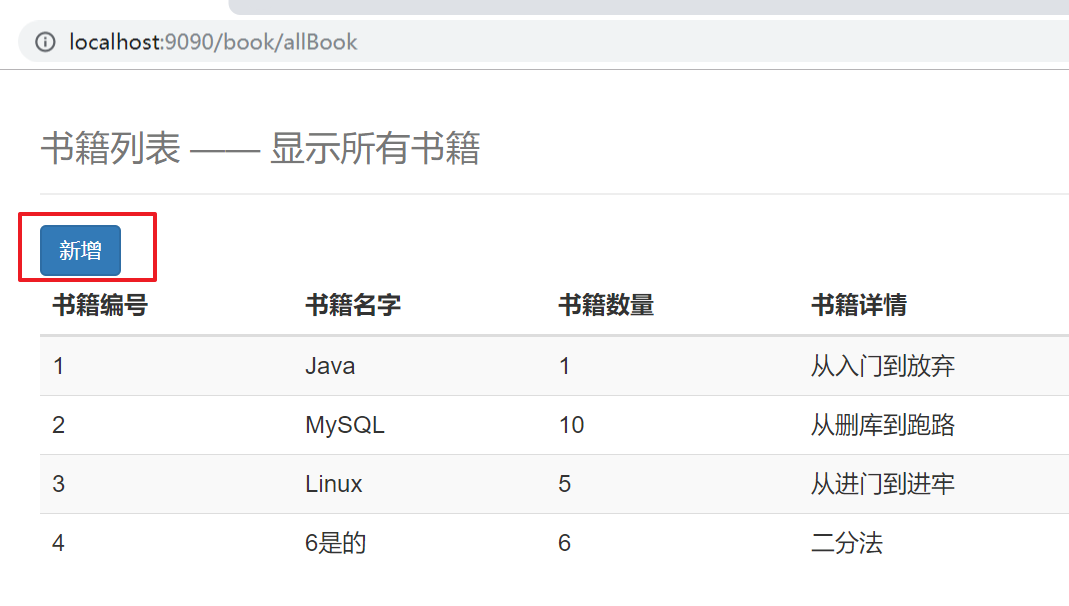 localhost:9090/book/allBook
书籍列表 —— 显示所有书籍
新增
书籍编号 书籍名字 书籍数量 书籍详情
1 Java 1 从入门到放弃
2 MySQL 10 从删库到跑路
3 Linux 5 从进门到进牢
4 6是的 6 二分法